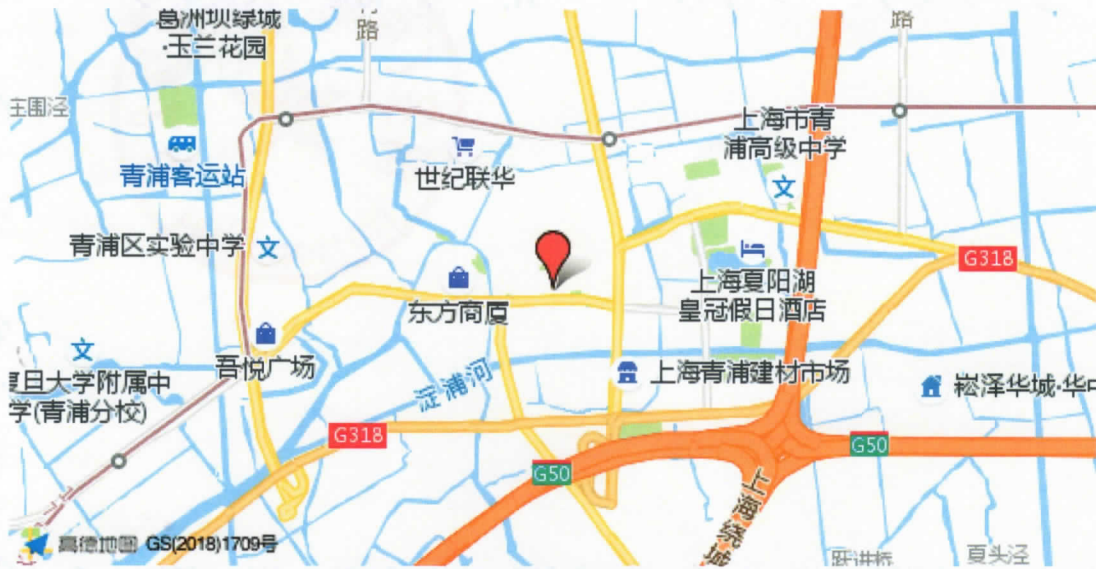 葛洲坝绿城
·玉兰花园
路
路
主围泾
上海市青
浦高级中学
青浦客运站
世纪联华
青浦区实验中学
G318
上海夏阳湖
皇冠假日酒店
东方商厦
吾悦广场
复旦大学附属中
学(青浦分校)
淀浦河
上海青浦建材市场
崧泽华城·华中
G318
G50
G50
上海绕城
高德地图 GS(2018)1709号
跃进桥
夏头泾